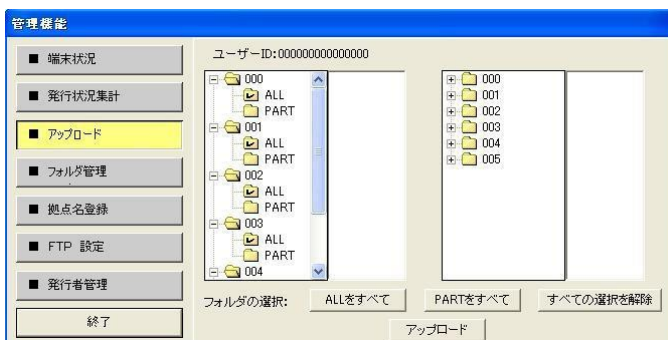 管理機能
■ 端末状況
■ 発行状況集計
■ アップロード
■ フォルダ管理
■ 拠点名登録
■ FTP 設定
■ 発行者管理
終了
ユーザーID:000000000000000
000
ALL
PART
001
ALL
PART
002
ALL
PART
003
ALL
PART
004
000
001
002
003
004
005
フォルダの選択:
ALLをすべて
PARTをすべて
すべての選択を解除
アップロード